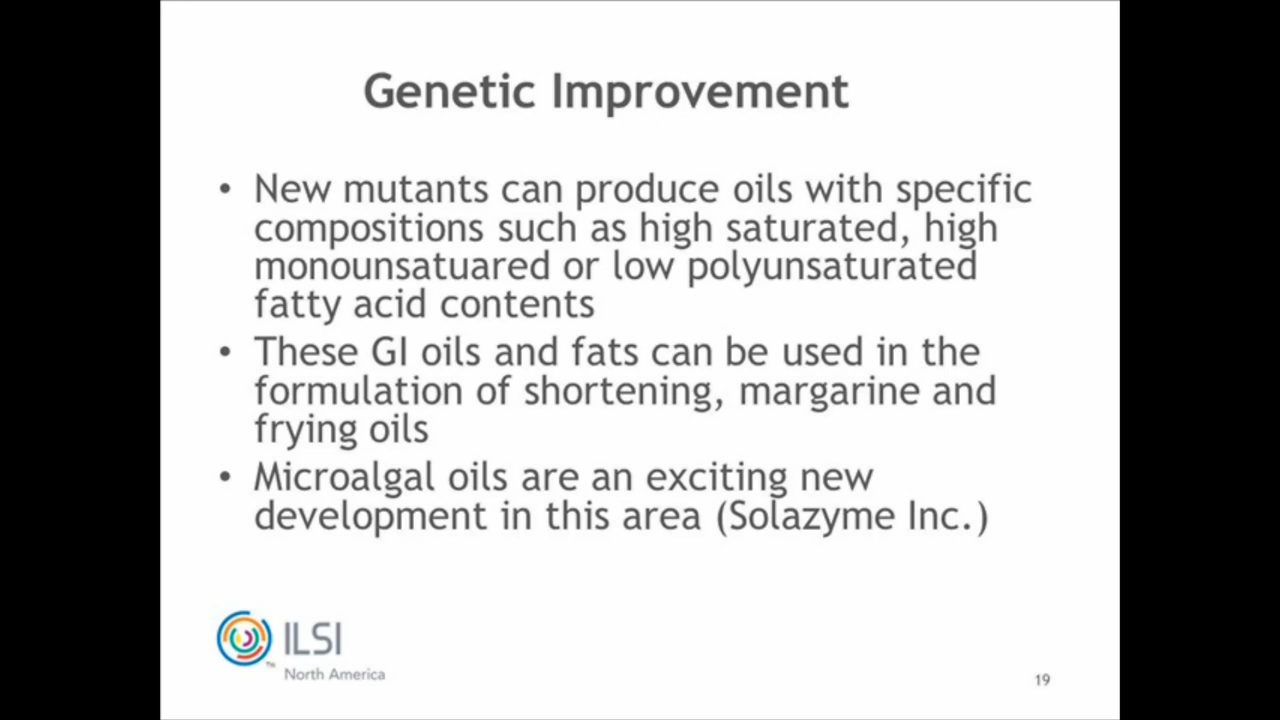 Genetic Improvement
• New mutants can produce oils with specific
compositions such as high saturated, high
monounsatuared or low polyunsaturated
fatty acid contents
• These GI oils and fats can be used in the
formulation of shortening, margarine and
frying oils
• Microalgal oils are an exciting new
development in this area (Solazyme Inc.)
ILSI
TM
North America
19